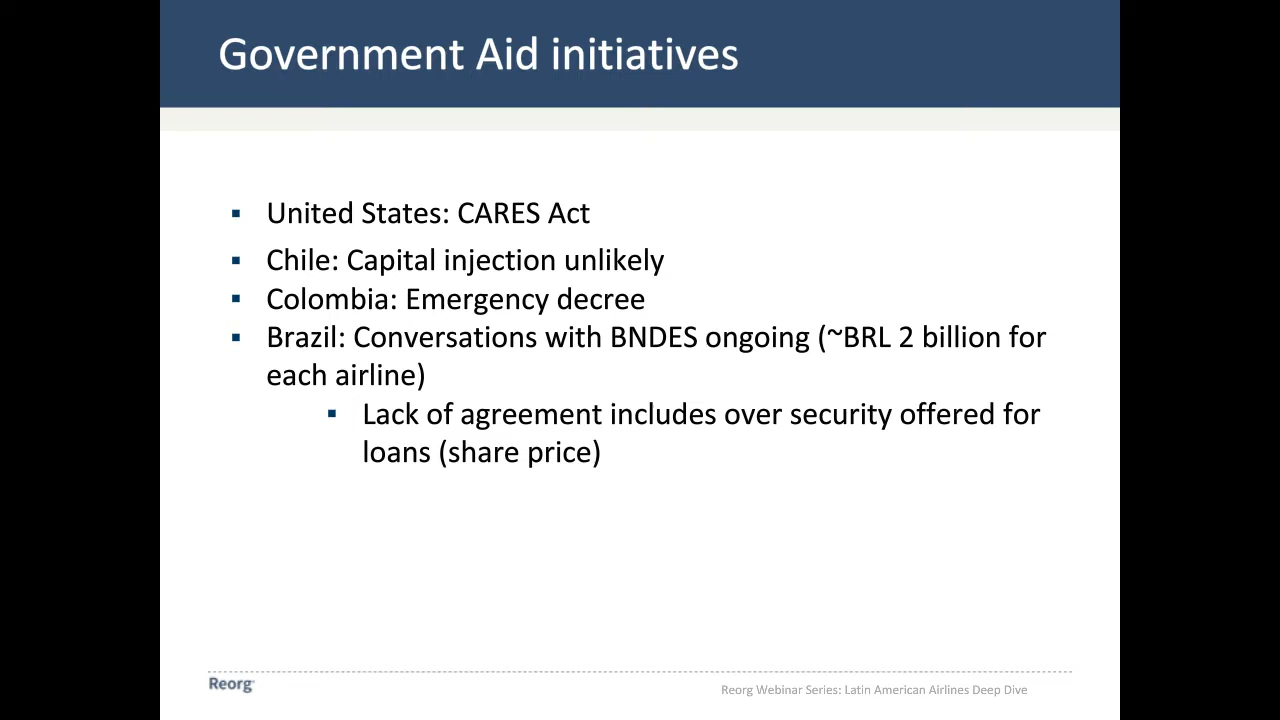 Government Aid initiatives
▪ United States: CARES Act
▪ Chile: Capital injection unlikely
▪ Colombia: Emergency decree
▪ Brazil: Conversations with BNDES ongoing (~BRL 2 billion for
each airline)
▪ Lack of agreement includes over security offered for
loans (share price)
Reorg
Reorg Webinar Series: Latin American Airlines Deep Dive